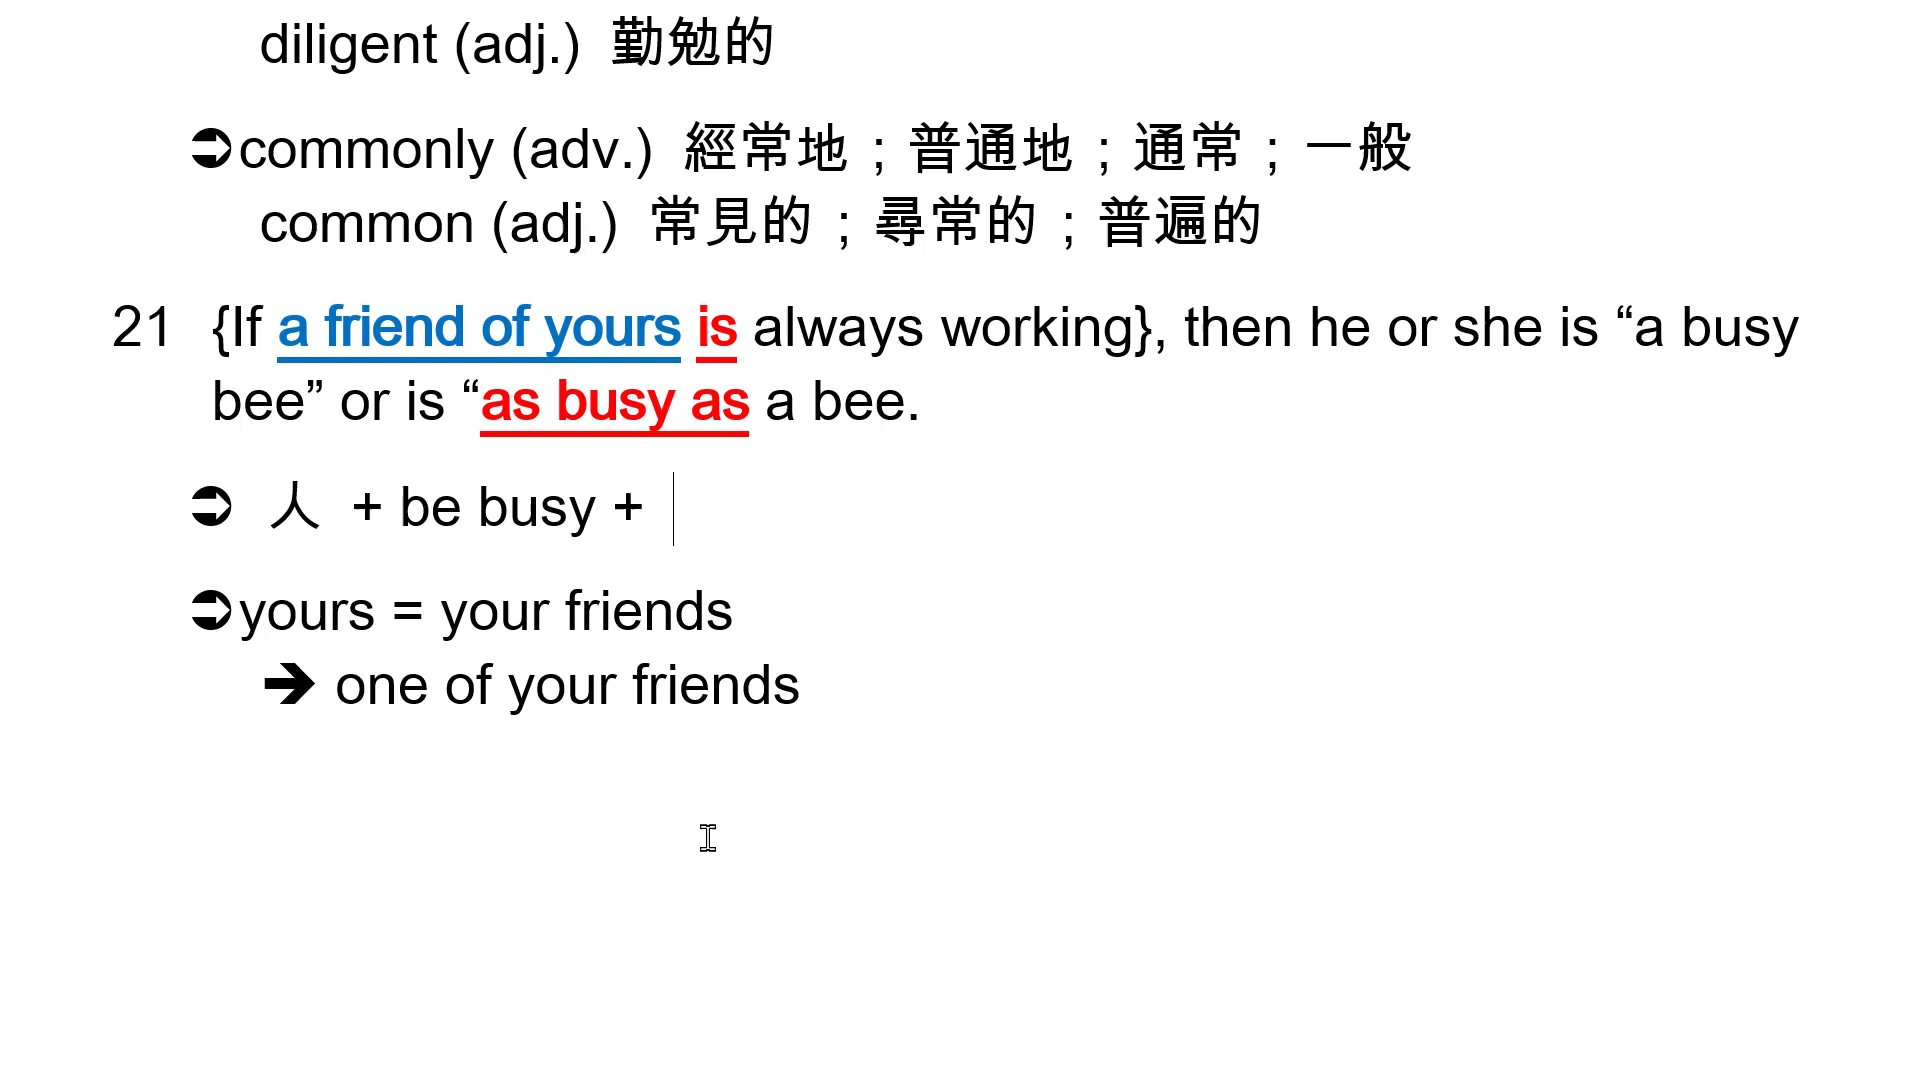 diligent (adj.) 勤勉的
➲commonly (adv.) 經常地；普通地；通常；一般
common (adj.) 常見的；尋常的；普遍的
21 {If a friend of yours is always working}, then he or she is “a busy
bee” or is “as busy as a bee.
➲ 人 + be busy +
➲yours = your friends
➔ one of your friends